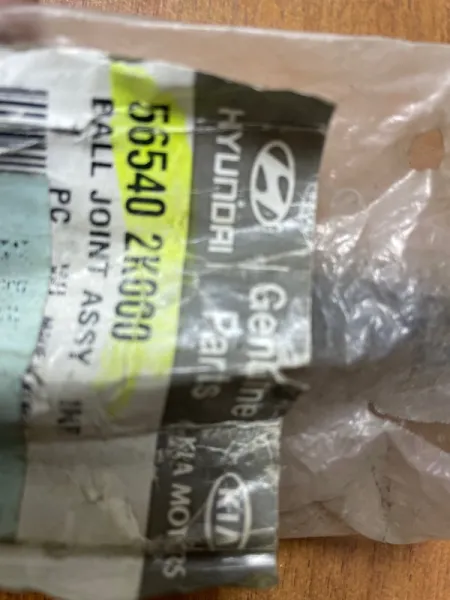 HYUNDAI
Genuine
Parts
KIA MOTORS
KIA
56540 2K000
BALL JOINT ASSY
PC